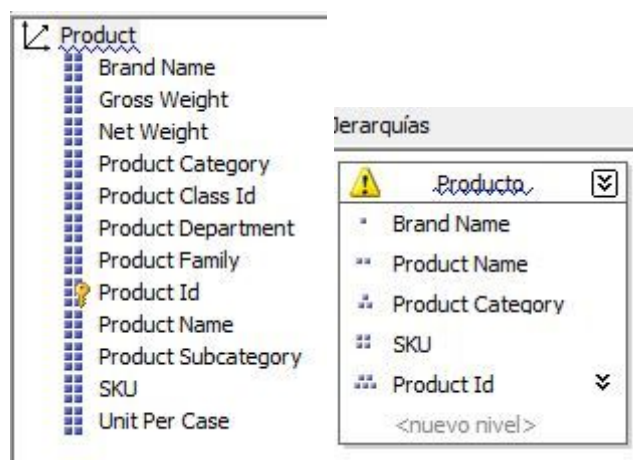 Product
Brand Name
Gross Weight
Net Weight
Product Category
Product Class Id
Product Department
Product Family
Product Id
Product Name
Product Subcategory
SKU
Unit Per Case
Jerarquías
Producto
Brand Name
Product Name
Product Category
SKU
Product Id
<nuevo nivel>